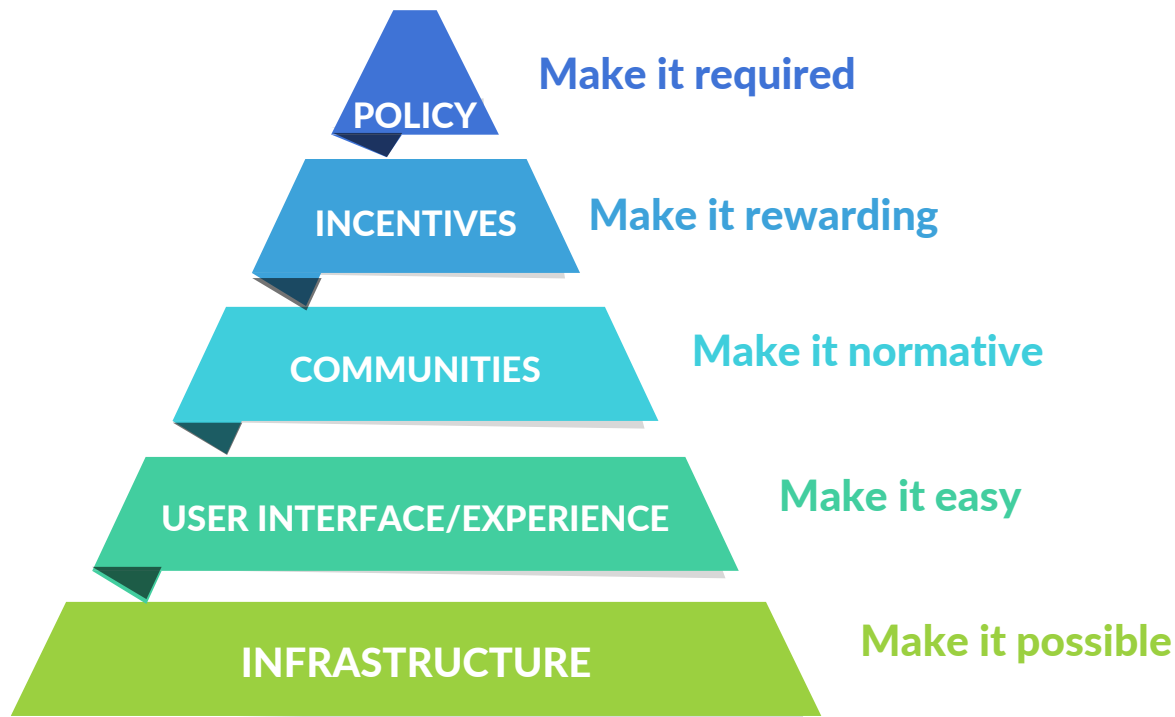 POLICY
Make it required
INCENTIVES
Make it rewarding
COMMUNITIES
Make it normative
USER INTERFACE/EXPERIENCE
Make it easy
INFRASTRUCTURE
Make it possible